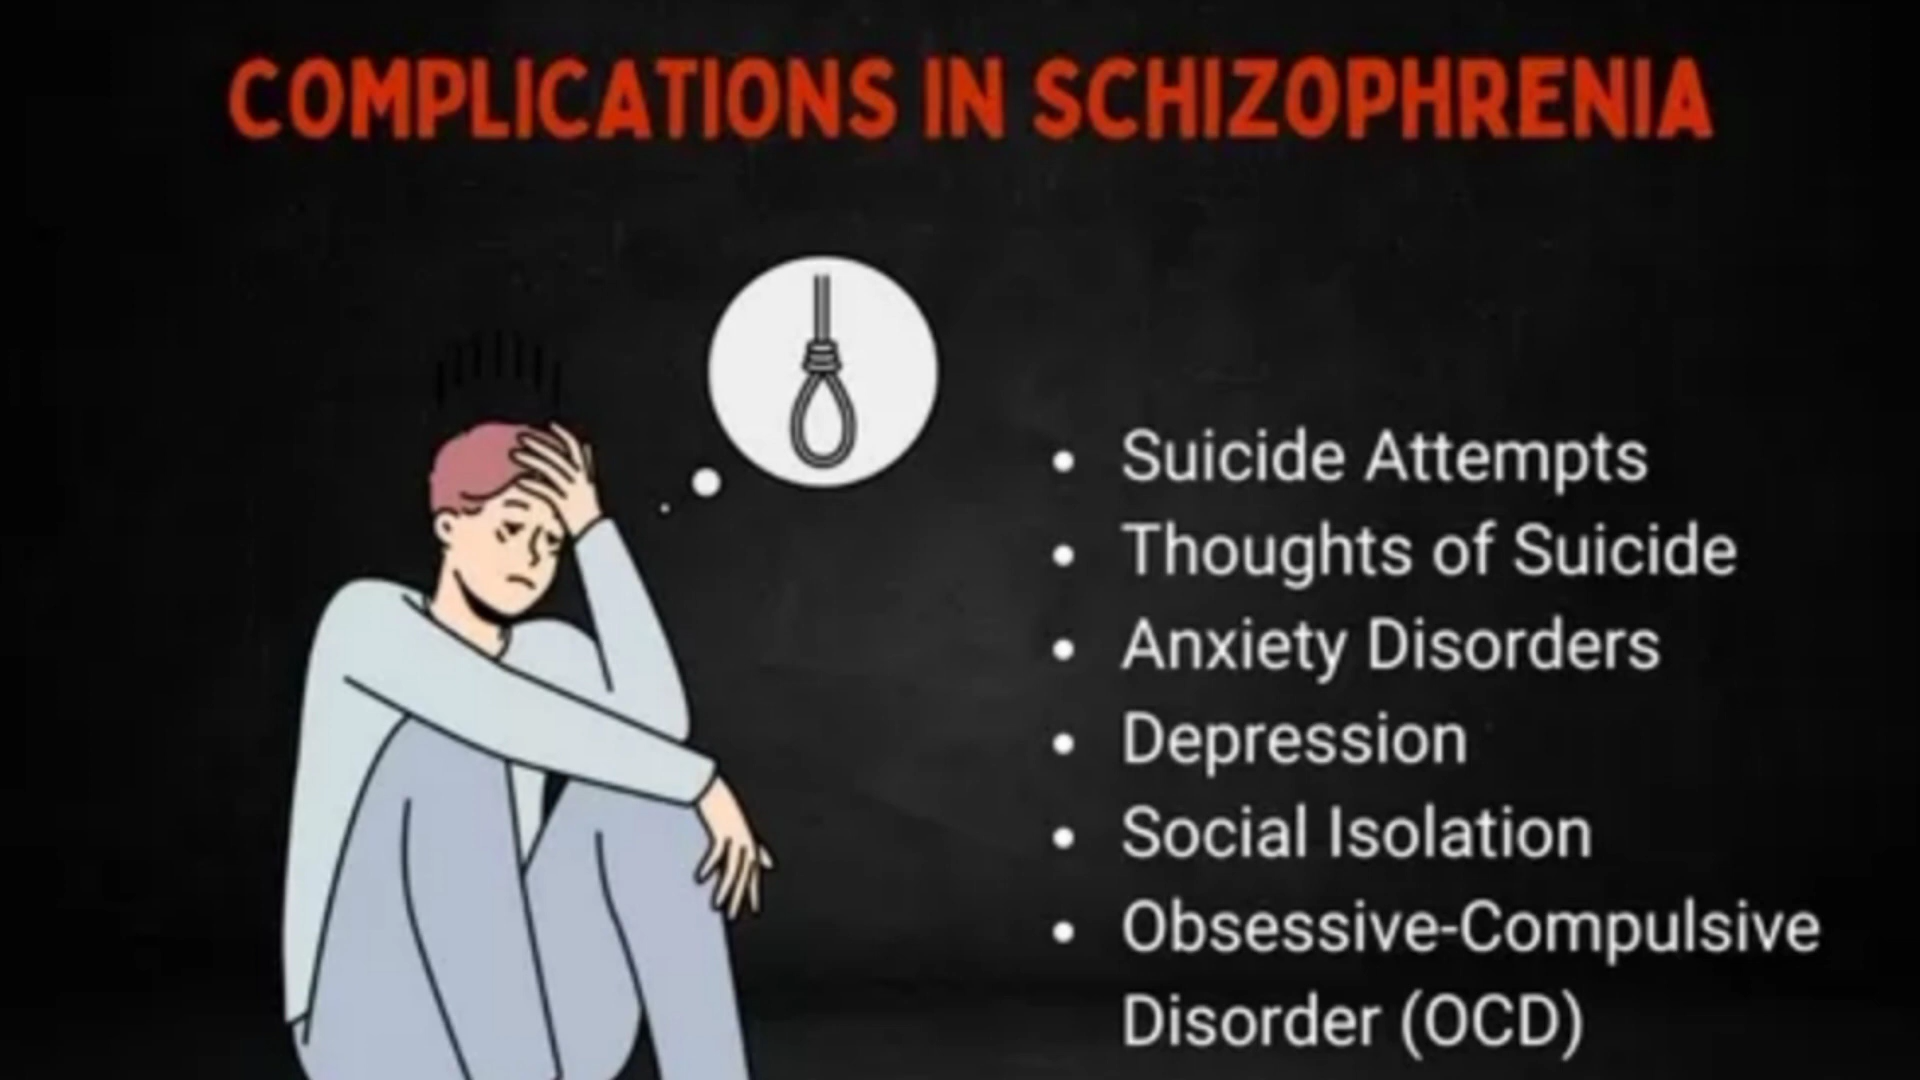 COMPLICATIONS IN SCHIZOPHRENIA
• Suicide Attempts
• Thoughts of Suicide
• Anxiety Disorders
• Depression
• Social Isolation
• Obsessive-Compulsive
Disorder (OCD)